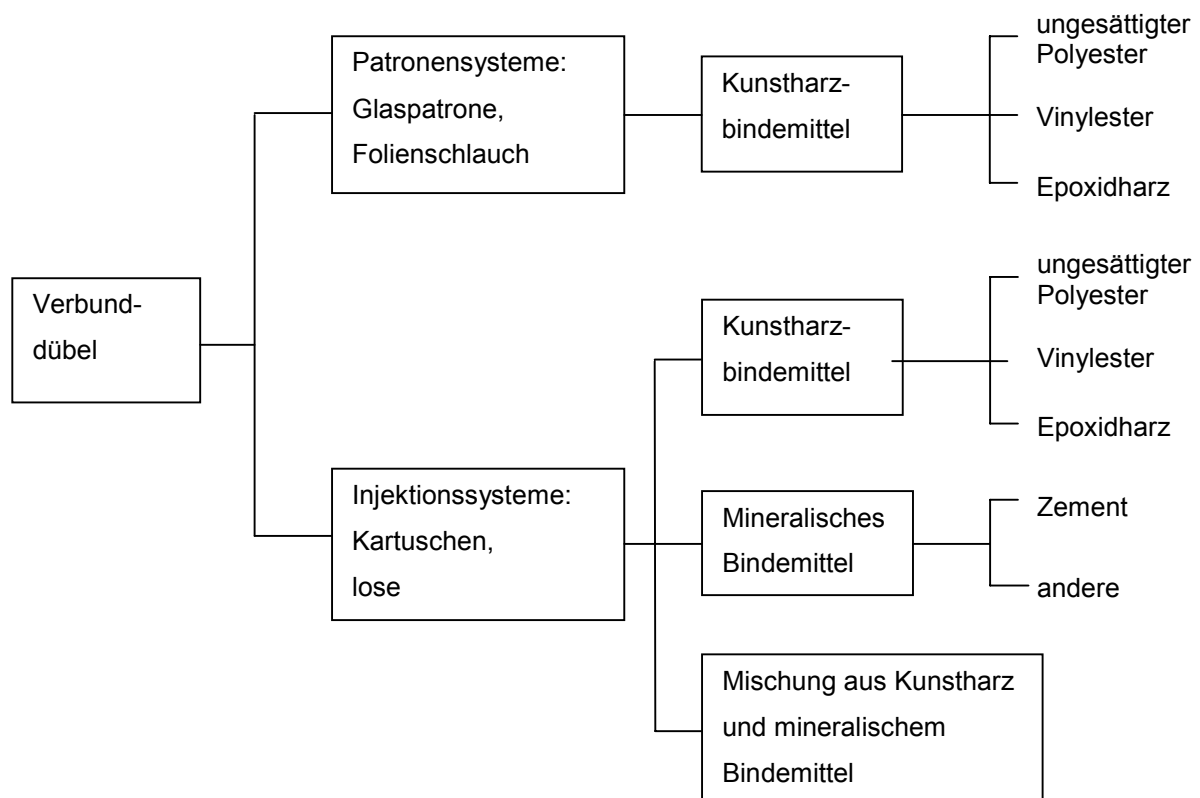 Verbund-
dübel
Patronensysteme:
Glaspatrone,
Folienschlauch
Kunstharz-
bindemittel
ungesättigter
Polyester
Vinylester
Epoxidharz
Injektionssysteme:
Kartuschen,
lose
Kunstharz-
bindemittel
ungesättigter
Polyester
Vinylester
Epoxidharz
Mineralisches
Bindemittel
Zement
andere
Mischung aus Kunstharz
und mineralischem
Bindemittel